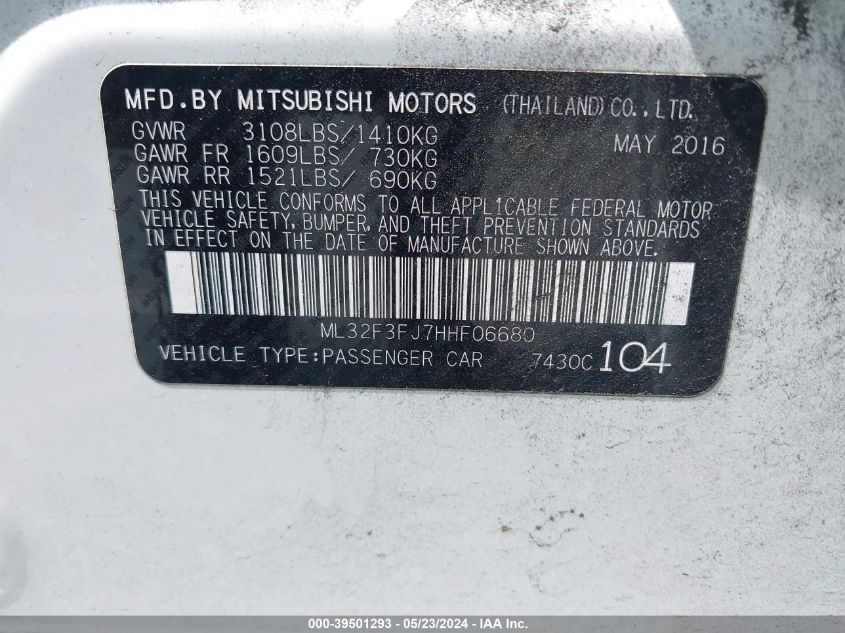 MFD.BY MITSUBISHI MOTORS (THAILAND) CO.,LTD.
GVWR 3108LBS/1410KG MAY 2016
GAWR FR 1609LBS/ 730KG
GAWR RR 1521LBS/ 690KG
THIS VEHICLE CONFORMS TO ALL APPLICABLE FEDERAL MOTOR
VEHICLE SAFETY, BUMPER, AND THEFT PREVENTION STANDARDS
IN EFFECT ON THE DATE OF MANUFACTURE SHOWN ABOVE.
ML32F3FJ7HHF06680
VEHICLE TYPE:PASSENGER CAR 7430C 104
000-39501293 - 05/23/2024 - IAA Inc.